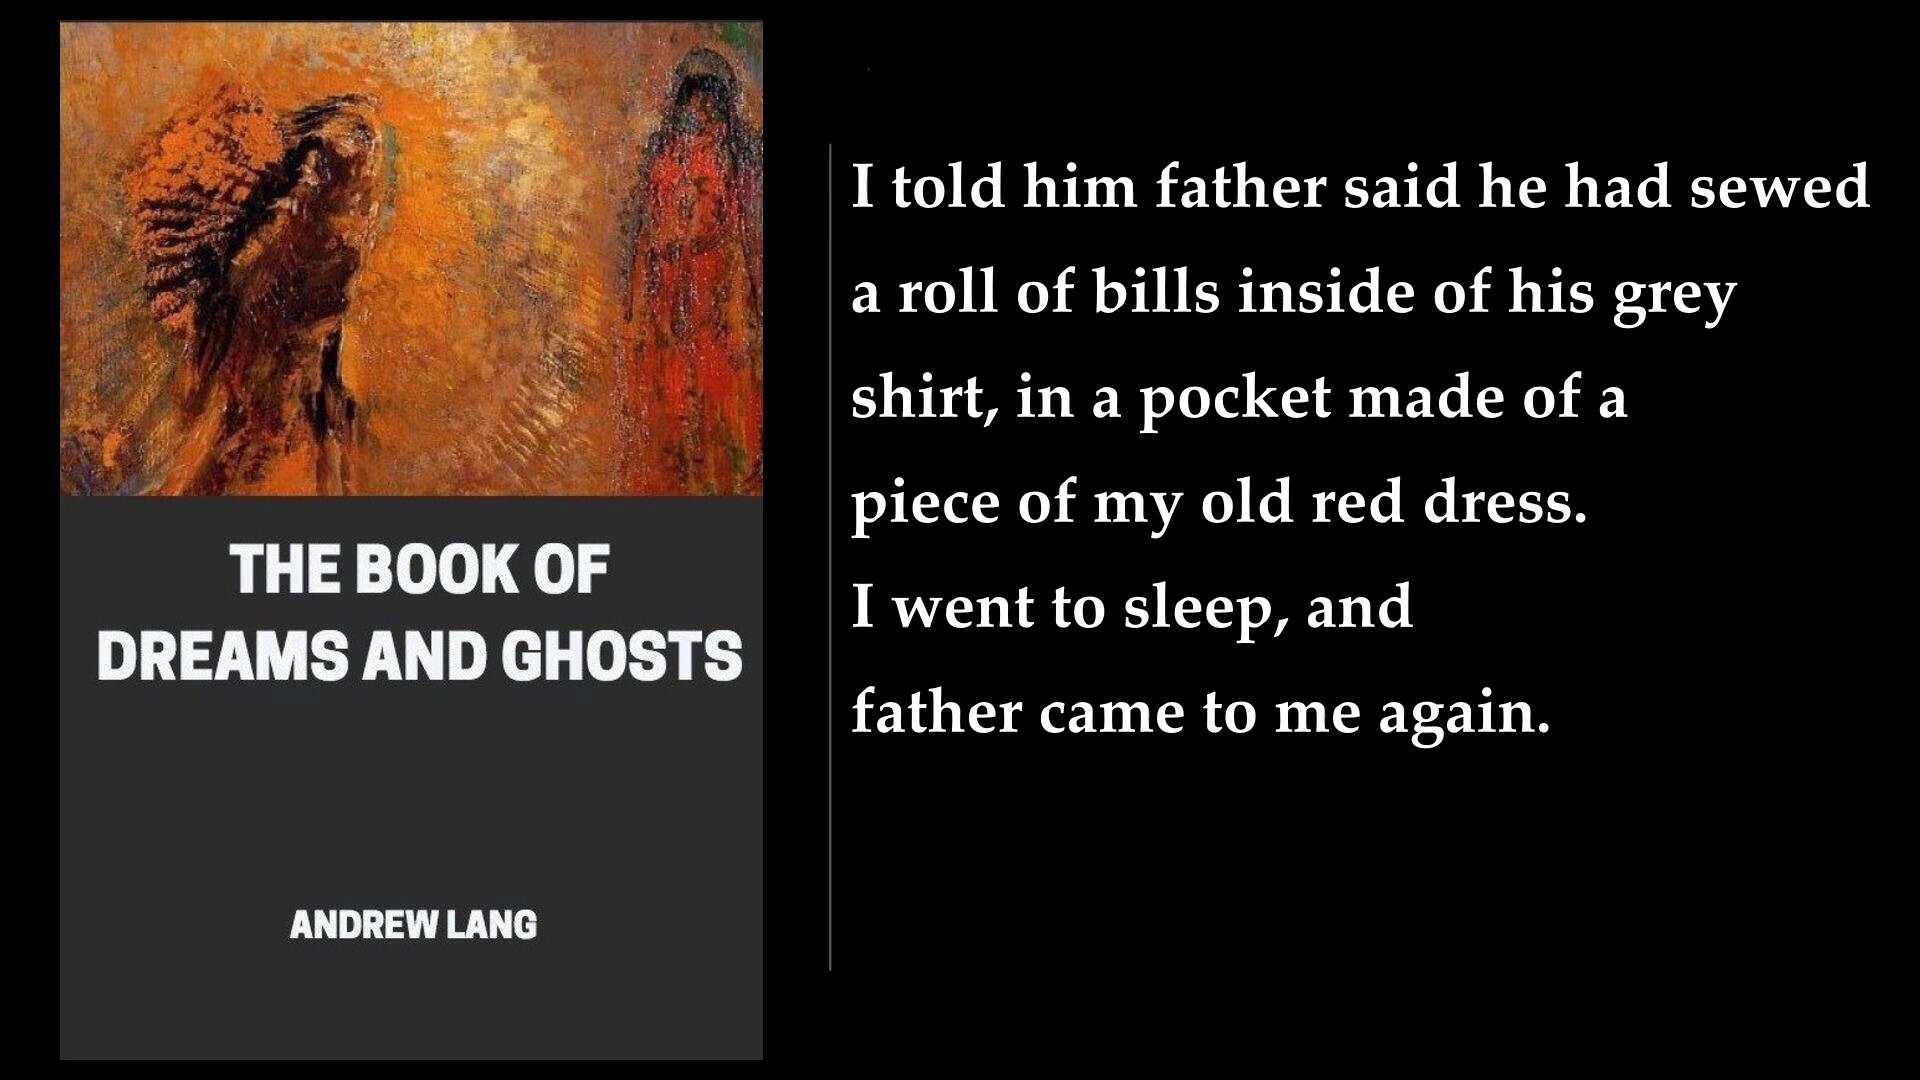 THE BOOK OF
DREAMS AND GHOSTS
ANDREW LANG
I told him father said he had sewed
a roll of bills inside of his grey
shirt, in a pocket made of a
piece of my old red dress.
I went to sleep, and
father came to me again.